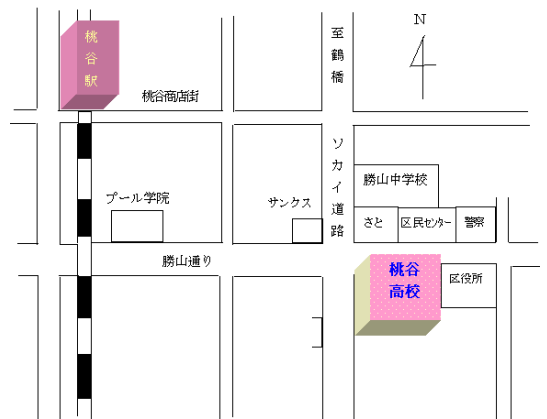 桃谷駅
N
至鶴橋
桃谷商店街
ソカイ道路
勝山中学校
プール学院
サンクス
さと
区民センター
警察
勝山通り
桃谷
高校
区役所